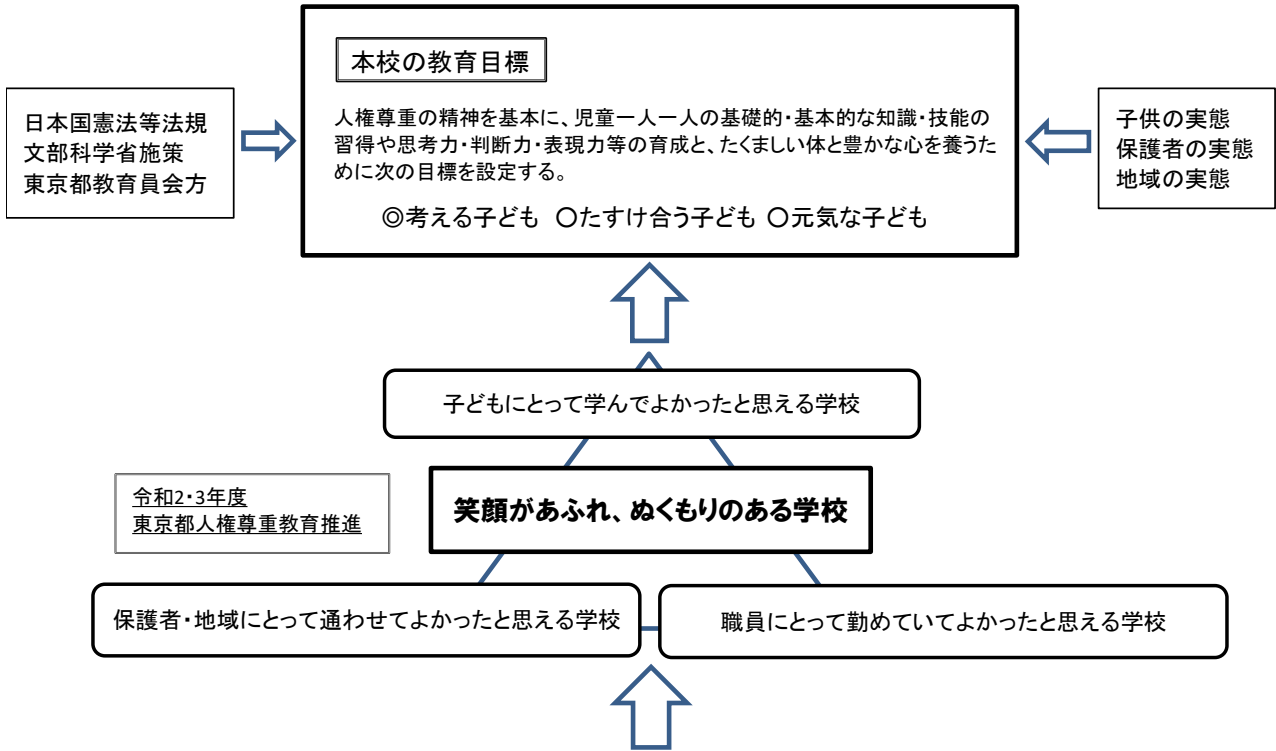 本校の教育目標
人権尊重の精神を基本に、児童一人一人の基礎的・基本的な知識・技能の
習得や思考力・判断力・表現力等の育成と、たくましい体と豊かな心を養うた
めに次の目標を設定する。
◎考える子ども ○たすけ合う子ども ○元気な子ども
日本国憲法等法規
文部科学省施策
東京都教育員会方
子供の実態
保護者の実態
地域の実態
子どもにとって学んでよかったと思える学校
令和2・3年度
東京都人権尊重教育推進
笑顔があふれ、ぬくもりのある学校
保護者・地域にとって通わせてよかったと思える学校
職員にとって勤めていてよかったと思える学校